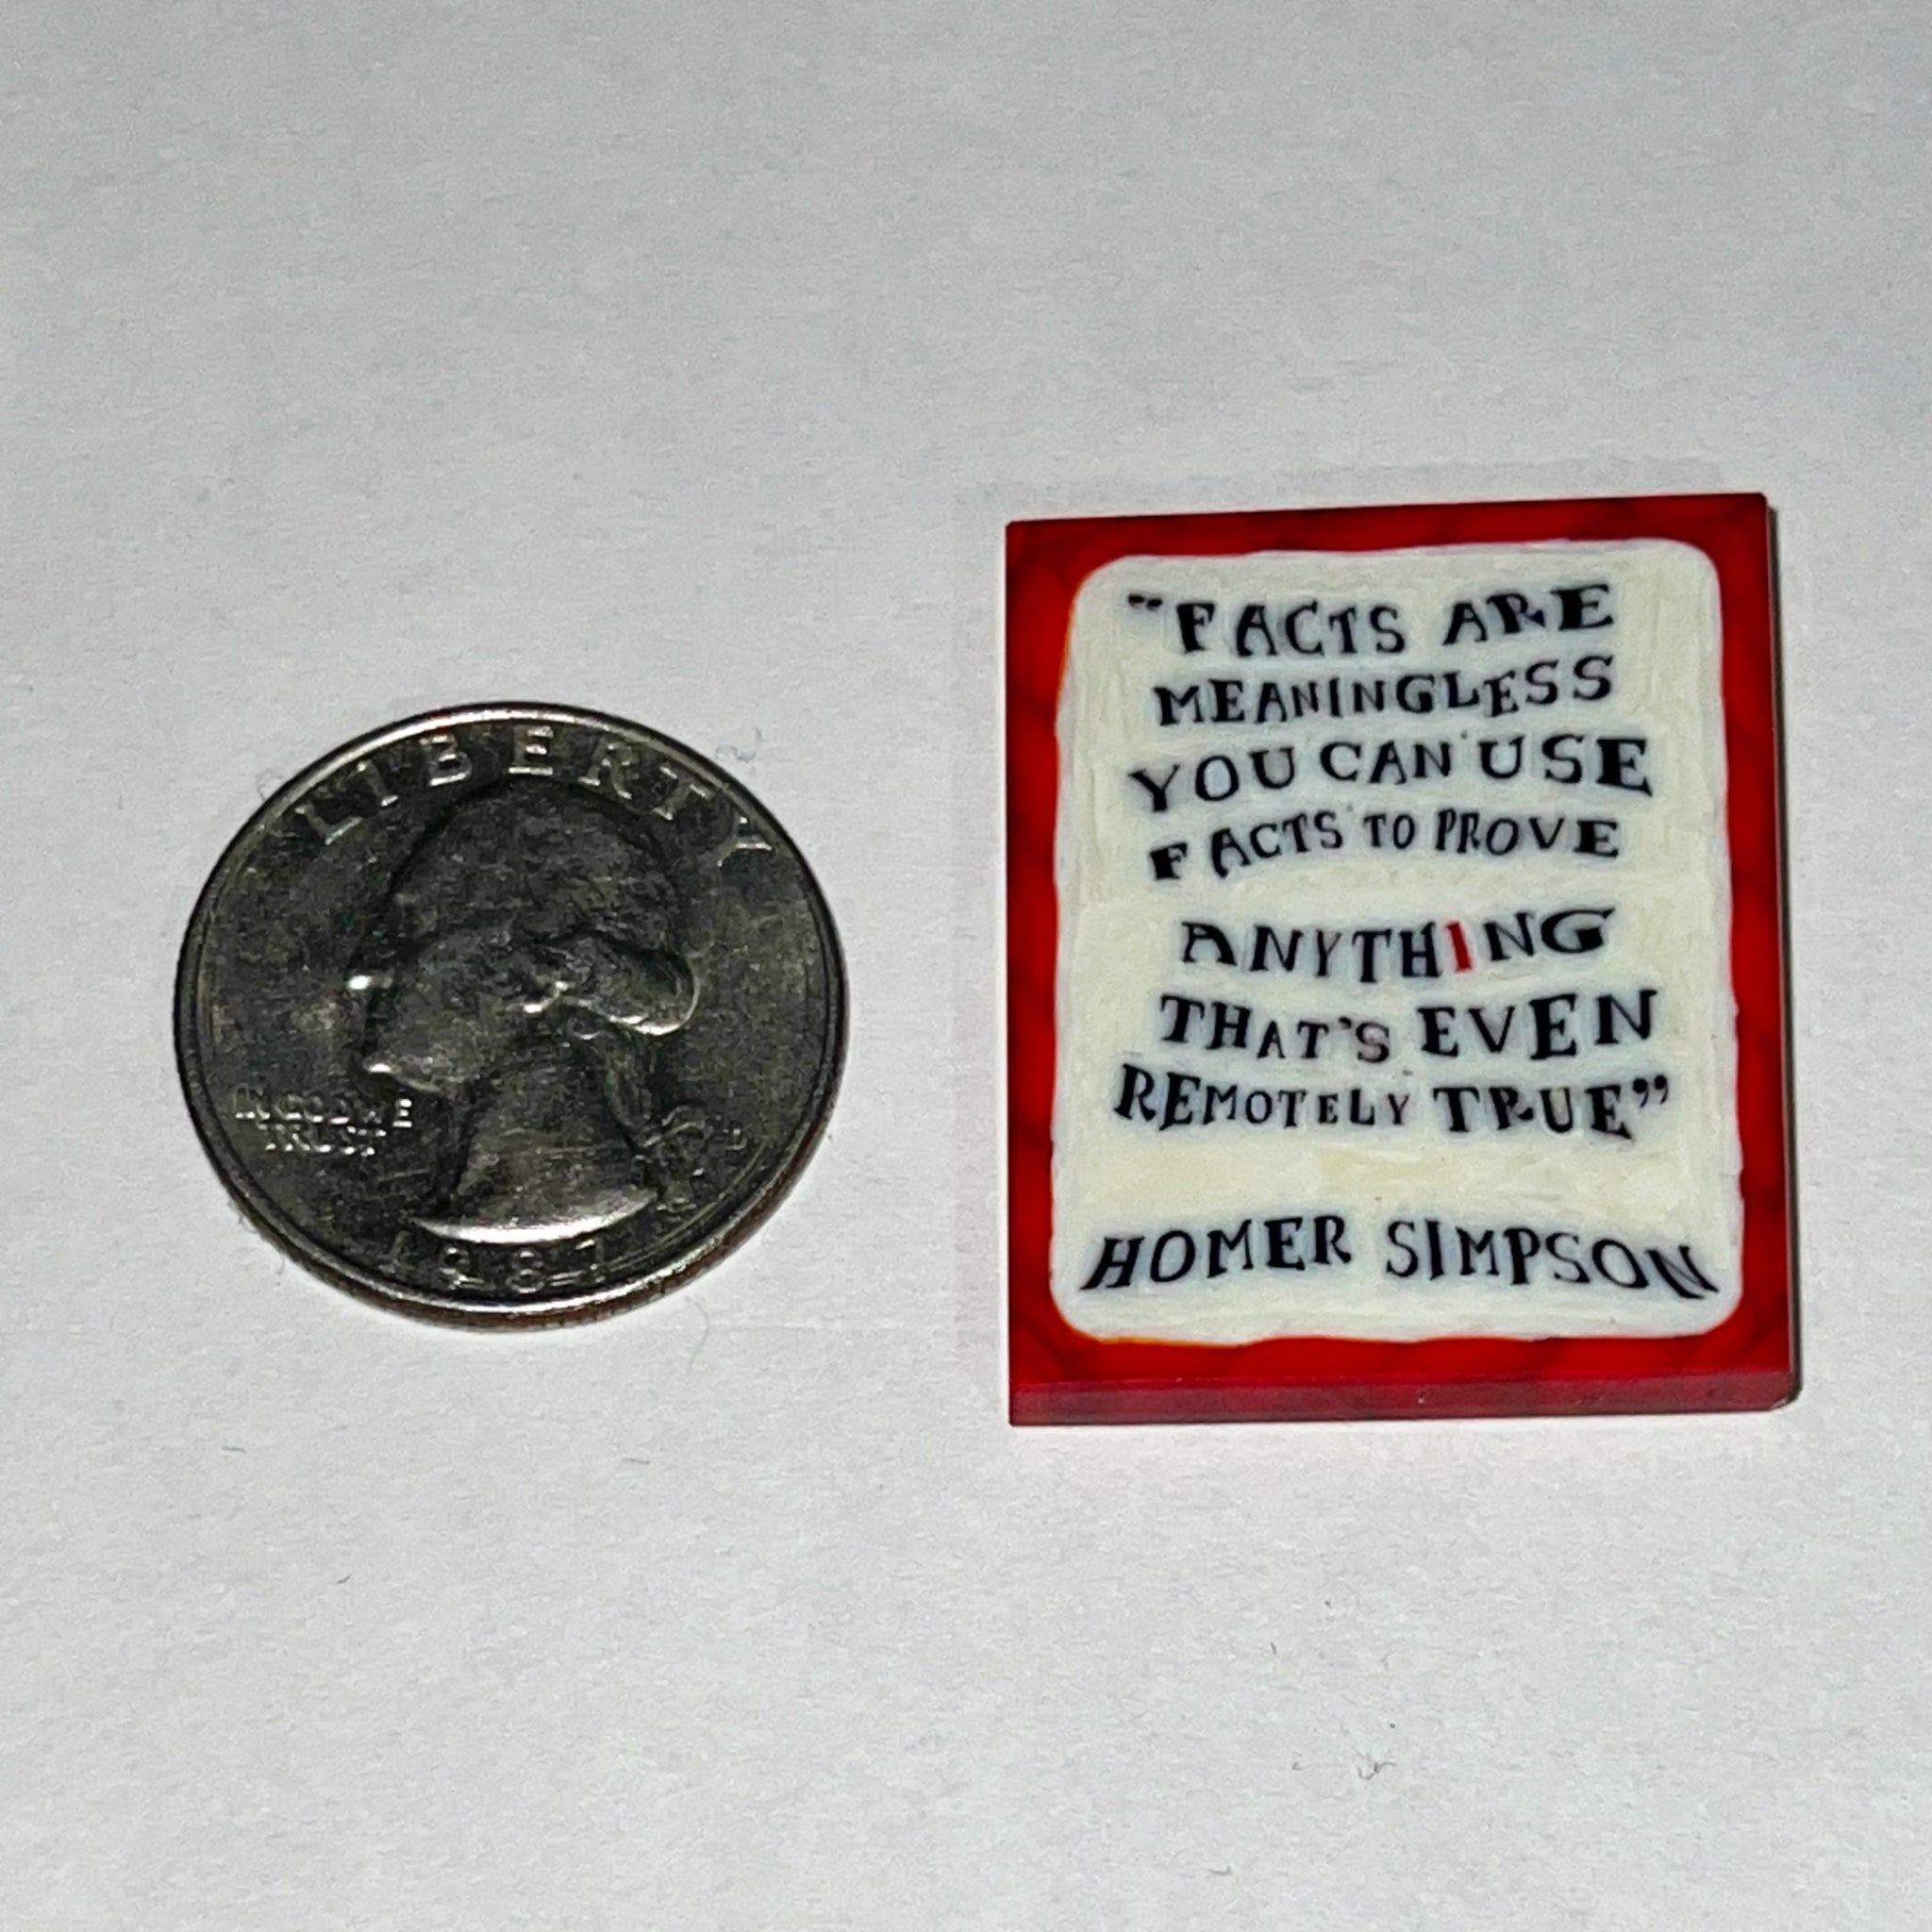 LIBERTY
IN GOD WE
TRUST
1987
"FACTS ARE
MEANINGLESS
YOU CAN USE
FACTS TO PROVE
ANYTHING
THAT'S EVEN
REMOTELY TRUE”
HOMER SIMPSON